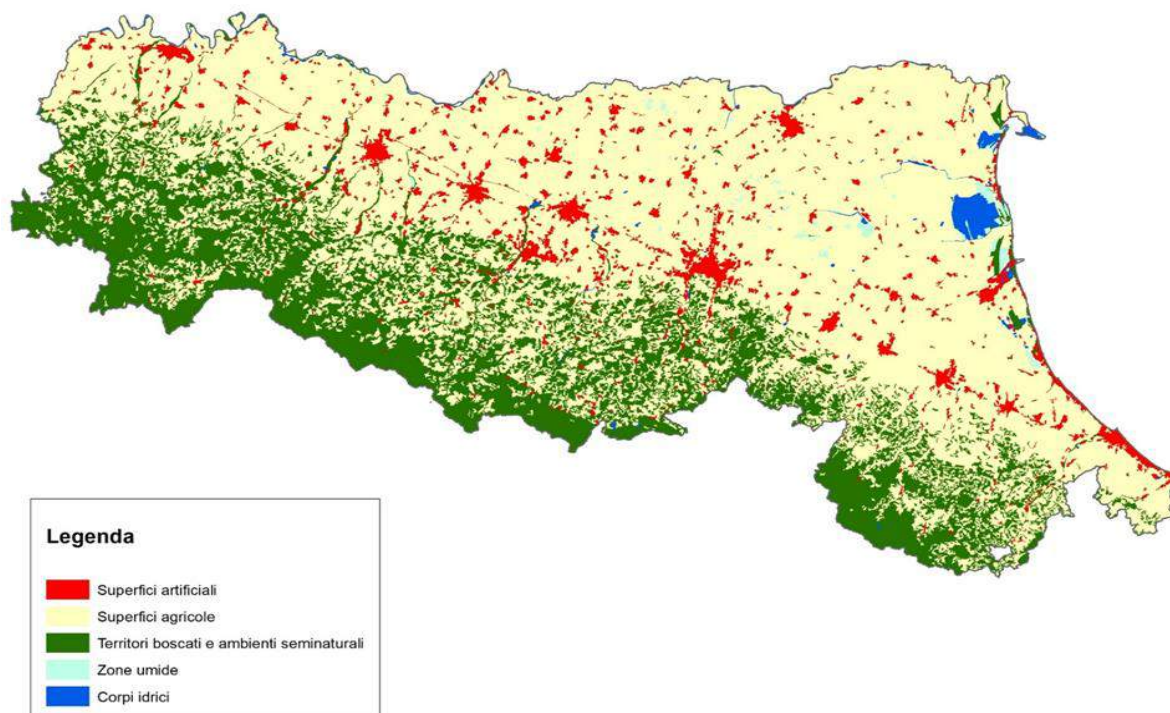 Legenda
Superfici artificiali
Superfici agricole
Territori boscati e ambienti seminaturali
Zone umide
Corpi idrici